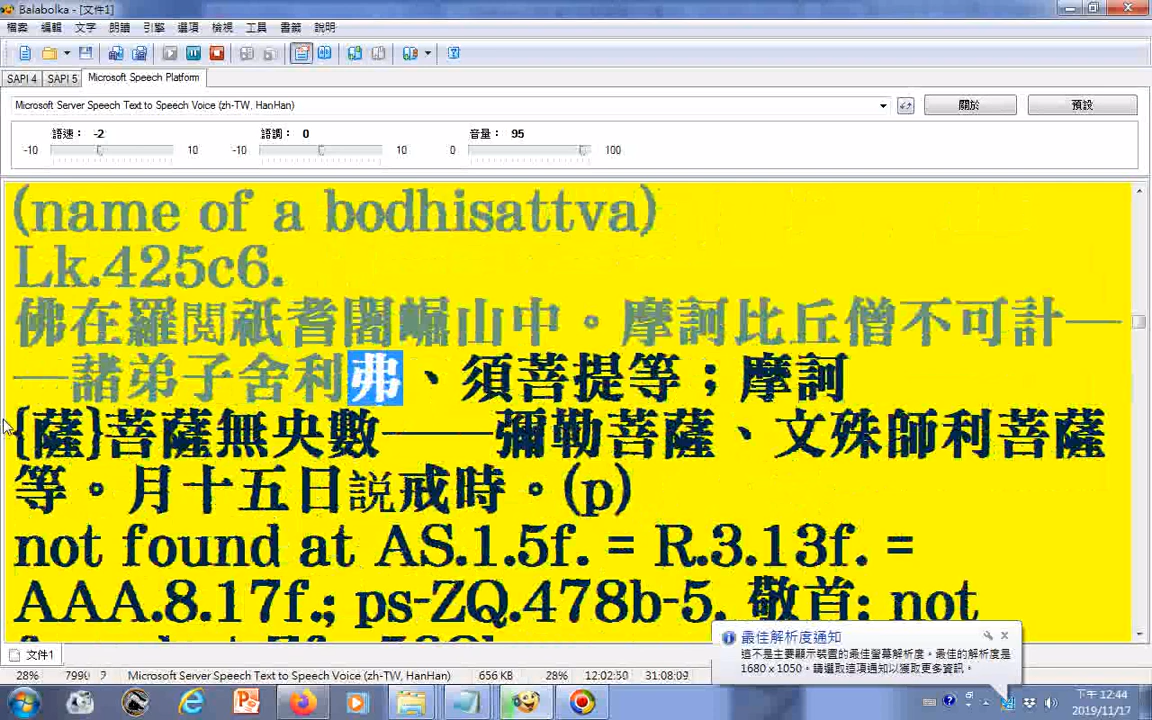 Balabolka - [文件1]
檔案 編輯 文字 朗讀 引擎 選項 檢視 工具 書籤 說明
SAPI 4 SAPI 5 Microsoft Speech Platform
Microsoft Server Speech Text to Speech Voice (zh-TW, HanHan)
關於
預設
語速： -2
語調： 0
音量： 95
-10 10 -10 10 0 100
(name of a bodhisattva)
Lk.425c6.
佛在羅閲祇耆闍崛山中。摩訶比丘僧不可計—
—諸弟子舍利弗、須菩提等；摩訶
{薩}菩薩無央數——彌勒菩薩、文殊師利菩薩
等。月十五日説戒時。(p)
not found at AS.1.5f. = R.3.13f. =
AAA.8.17f.; ps-ZQ.478b-5. 敬首: not
最佳解析度通知
這不是主要顯示裝置的最佳螢幕解析度。最佳的解析度是
1680 x 1050。請選取這項通知以獲取更多資訊。
文件1
28% 7990 ? Microsoft Server Speech Text to Speech Voice (zh-TW, HanHan) 656 KB 28% 12:02:50 31:08:09
下午 12:44
2019/11/17